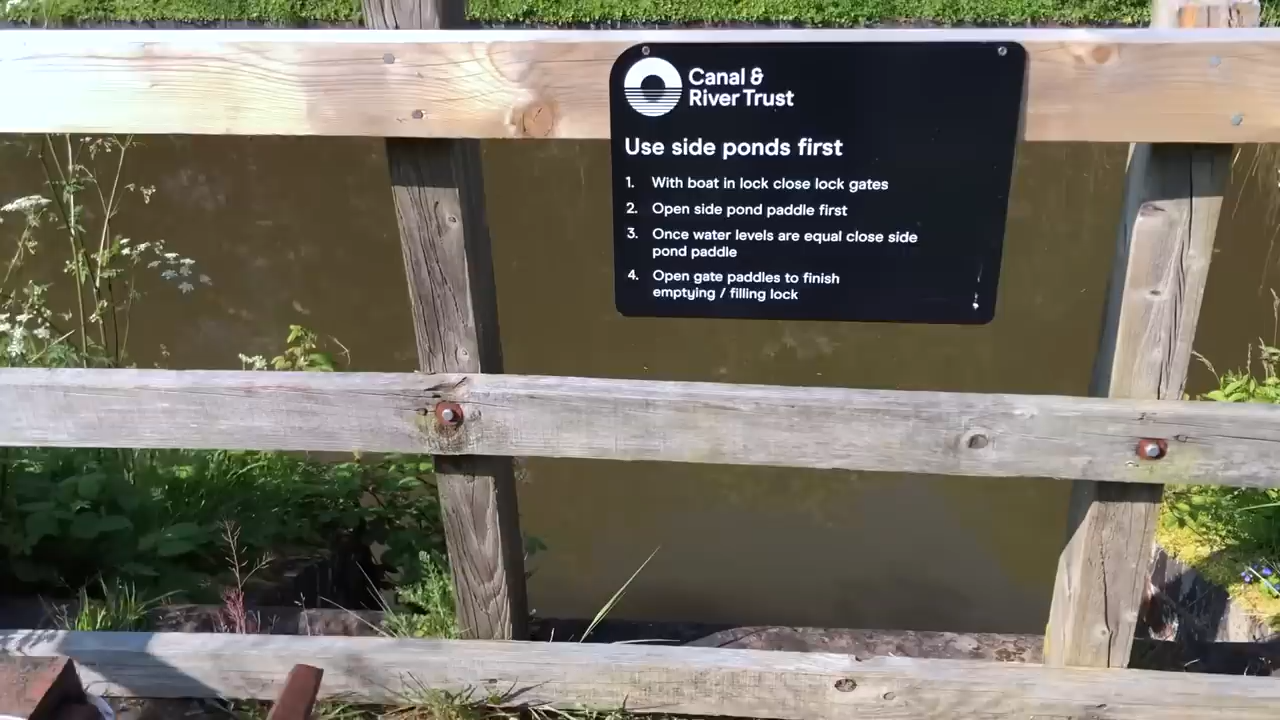 Canal &
River Trust
Use side ponds first
1. With boat in lock close lock gates
2. Open side pond paddle first
3. Once water levels are equal close side
pond paddle
4. Open gate paddles to finish
emptying / filling lock